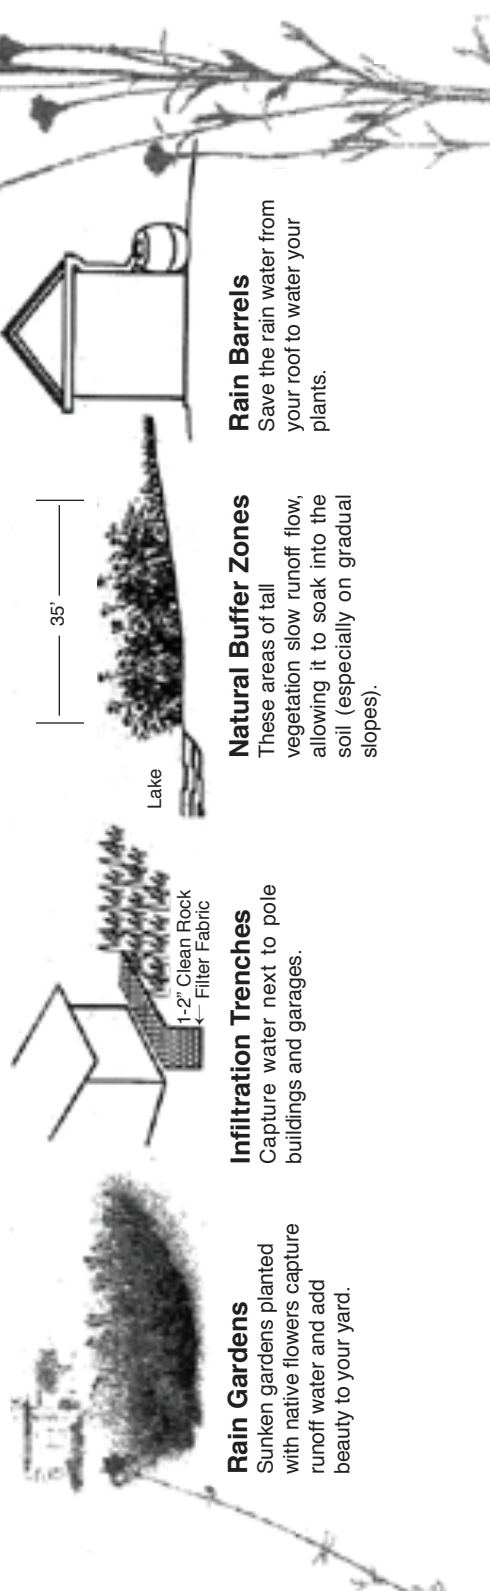 Rain Gardens
Sunken gardens planted
with native flowers capture
runoff water and add
beauty to your yard.
1-2” Clean Rock
← Filter Fabric
Infiltration Trenches
Capture water next to pole
buildings and garages.
35’
Lake
Natural Buffer Zones
These areas of tall
vegetation slow runoff flow,
allowing it to soak into the
soil (especially on gradual
slopes).
Rain Barrels
Save the rain water from
your roof to water your
plants.